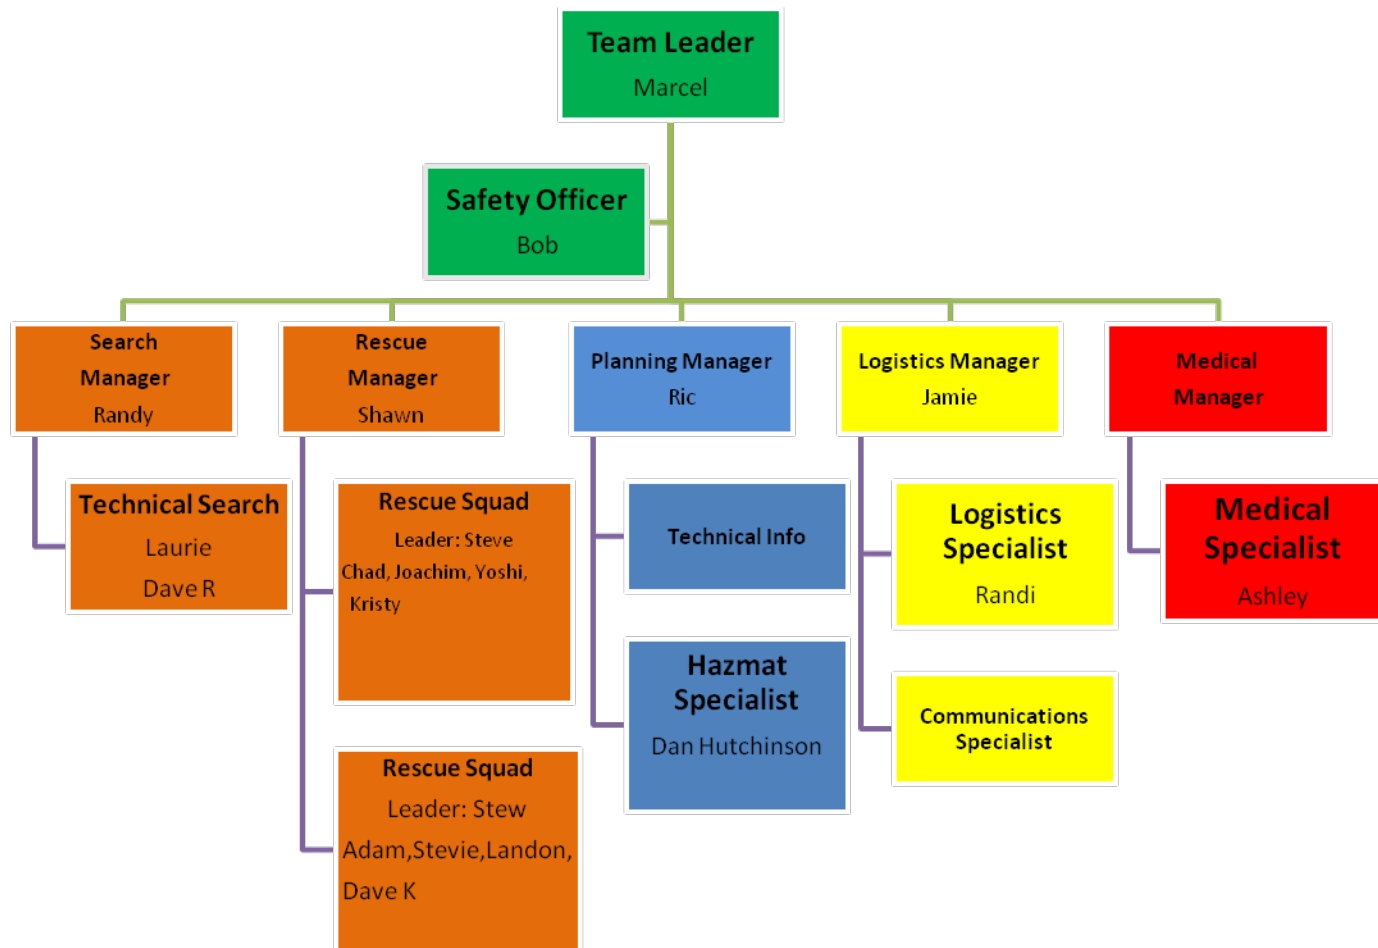 Team Leader
Marcel
Safety Officer
Bob
Search
Manager
Randy
Rescue
Manager
Shawn
Planning Manager
Ric
Logistics Manager
Jamie
Medical
Manager
Technical Search
Laurie
Dave R
Rescue Squad
Leader: Steve
Chad, Joachim, Yoshi,
Kristy
Rescue Squad
Leader: Stew
Adam,Stevie,Landon,
Dave K
Technical Info
Hazmat
Specialist
Dan Hutchinson
Logistics
Specialist
Randi
Communications
Specialist
Medical
Specialist
Ashley